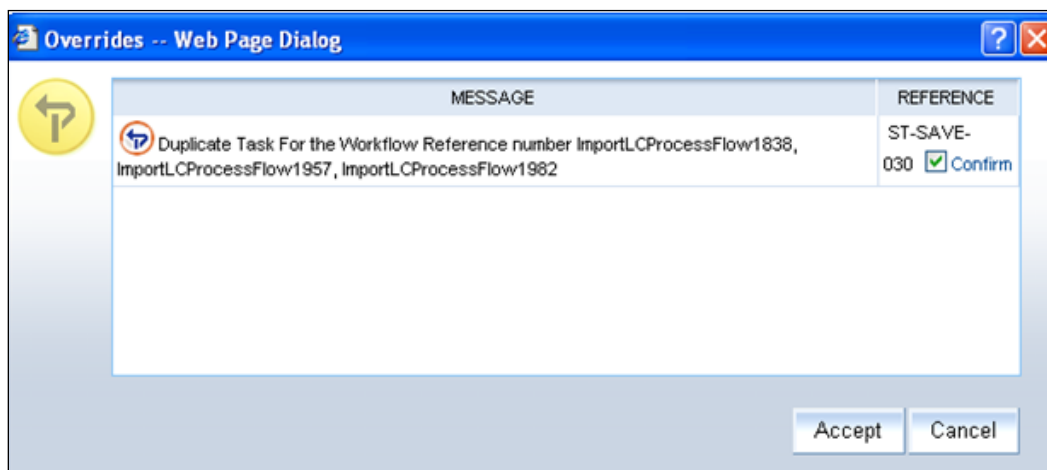 Overrides -- Web Page Dialog
MESSAGE
REFERENCE
Duplicate Task For the Workflow Reference number ImportLCProcessFlow1838,
ImportLCProcessFlow1957, ImportLCProcessFlow1982
ST-SAVE-
030 Confirm
Accept
Cancel